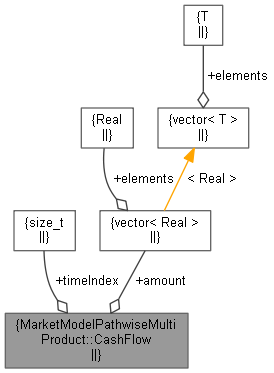 {T
||}
+elements
{Real
||}
{vector< T >
||}
+elements
< Real >
{size_t
||}
{vector< Real >
||}
+timeIndex
+amount
{MarketModelPathwiseMulti
Product::CashFlow
||}